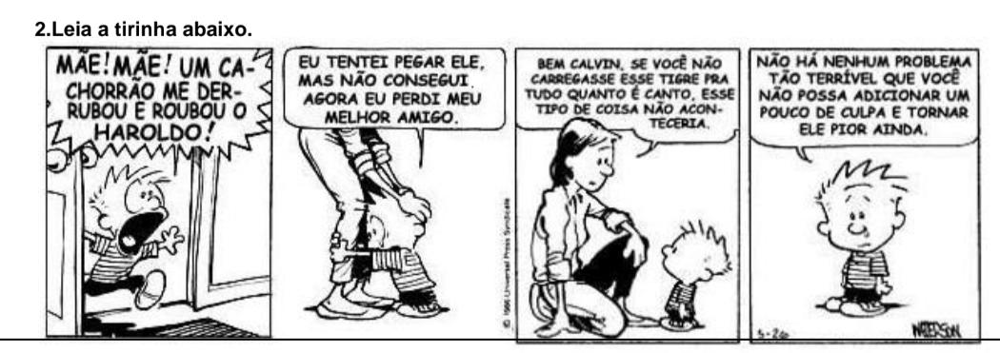 2.Leia a tirinha abaixo.
MÃE! MÃE! UM CA-
CHORRÃO ME DER-
RUBOU E ROUBOU O
HAROLDO!
EU TENTEI PEGAR ELE,
MAS NÃO CONSEGUI.
AGORA EU PERDI MEU
MELHOR AMIGO.
BEM CALVIN, SE VOCÊ NÃO
CARREGASSE ESSE TIGRE PRA
TUDO QUANTO É CANTO, ESSE
TIPO DE COISA NÃO ACON-
TECERIA.
NÃO HÁ NENHUM PROBLEMA
TÃO TERRÍVEL QUE VOCÊ
NÃO POSSA ADICIONAR UM
POUCO DE CULPA E TORNAR
ELE PIOR AINDA.
© 1986 Universal Press Syndicate
5-26
WATERSON